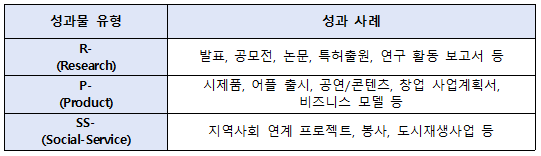 성과물 유형
성과 사례
R-
(Research)
발표, 공모전, 논문, 특허출원, 연구 활동 보고서 등
P-
(Product)
시제품, 어플 출시, 공연/콘텐츠, 창업 사업계획서,
비즈니스 모델 등
SS-
(Social-Service)
지역사회 연계 프로젝트, 봉사, 도시재생사업 등